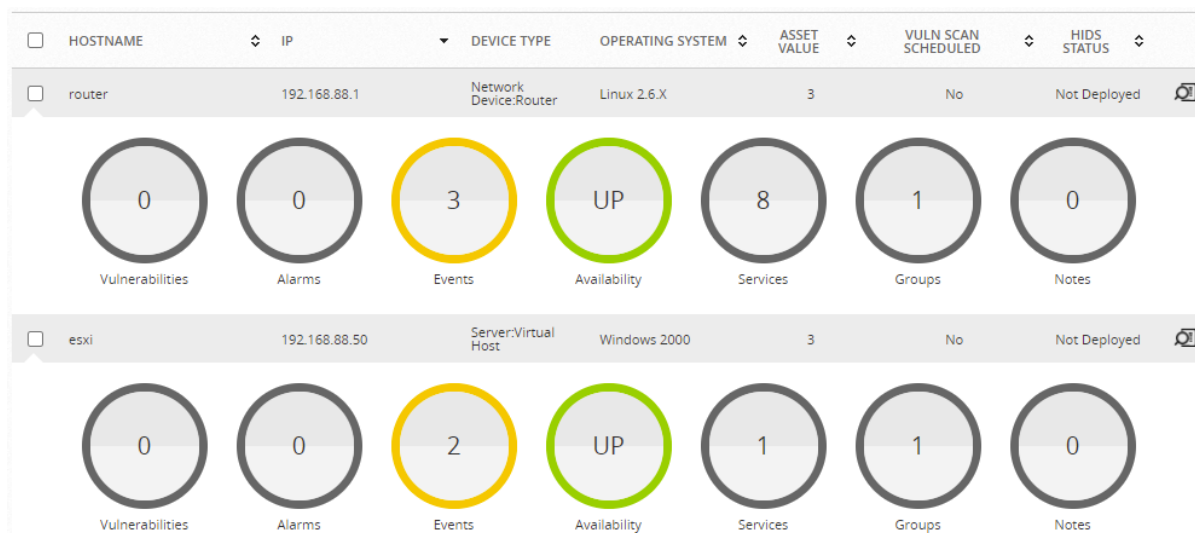 HOSTNAME IP DEVICE TYPE OPERATING SYSTEM ASSET VALUE VULN SCAN SCHEDULED HIDS STATUS
router 192.168.88.1 Network Device:Router Linux 2.6.X 3 No Not Deployed
0 0 3 UP 8 1 0
Vulnerabilities Alarms Events Availability Services Groups Notes
esxi 192.168.88.50 Server:Virtual Host Windows 2000 3 No Not Deployed
0 0 2 UP 1 1 0
Vulnerabilities Alarms Events Availability Services Groups Notes